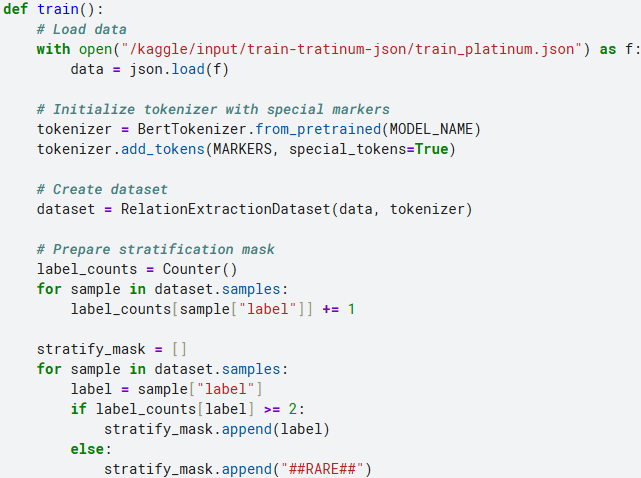 def train():
    # Load data
    with open("/kaggle/input/train-tratinum-json/train_platinum.json") as f:
        data = json.load(f)

    # Initialize tokenizer with special markers
    tokenizer = BertTokenizer.from_pretrained(MODEL_NAME)
    tokenizer.add_tokens(MARKERS, special_tokens=True)

    # Create dataset
    dataset = RelationExtractionDataset(data, tokenizer)

    # Prepare stratification mask
    label_counts = Counter()
    for sample in dataset.samples:
        label_counts[sample["label"]] += 1

    stratify_mask = []
    for sample in dataset.samples:
        label = sample["label"]
        if label_counts[label] >= 2:
            stratify_mask.append(label)
        else:
            stratify_mask.append("##RARE##")